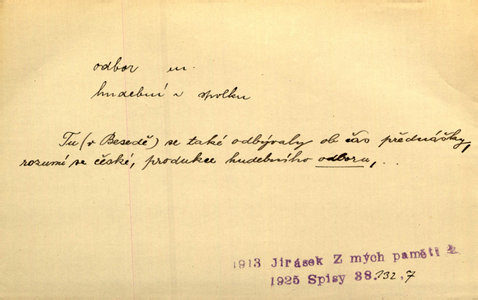 odbor m.
hudební v spolku
Tu (v Besedě) se také odbývaly ob čas přednášky,
rozumí se české, produkce hudebního odboru, ..
1913 Jirásek Z mých pamětí
1925 Spisy 38.232.7